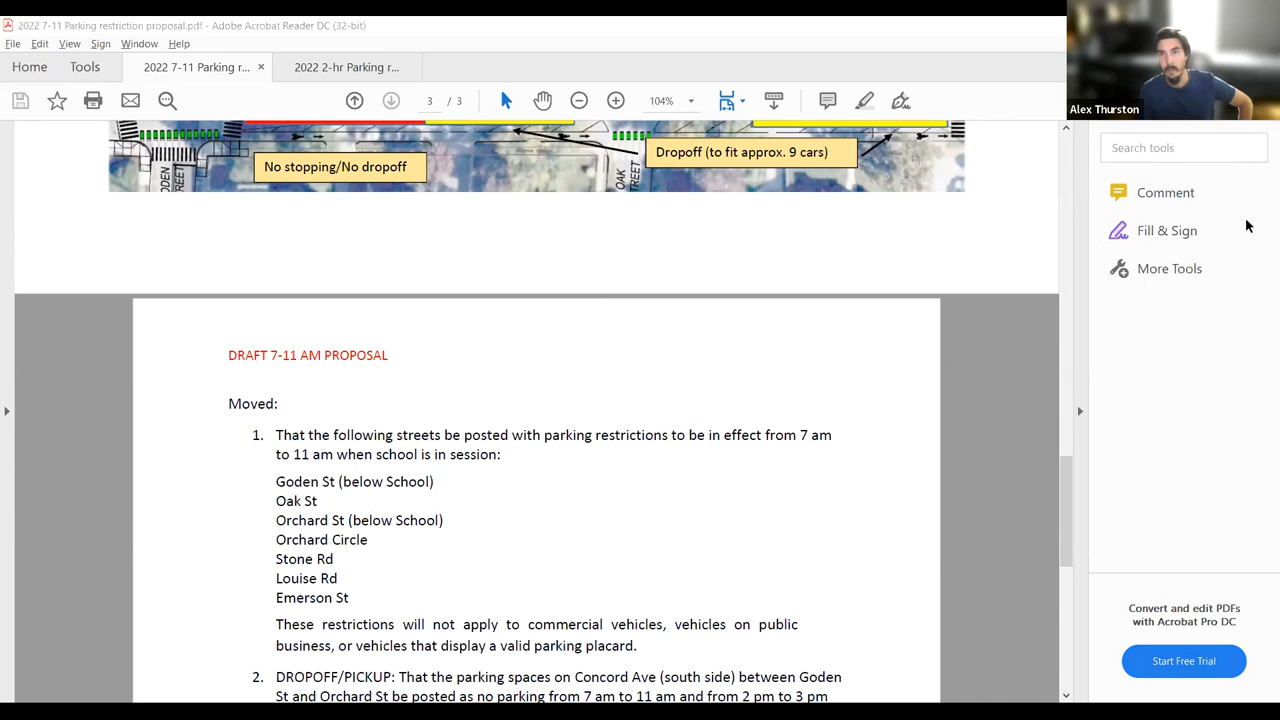 2022 7-11 Parking restriction proposal.pdf - Adobe Acrobat Reader DC (32-bit)
File Edit View Sign Window Help
Home Tools 2022 7-11 Parking r... × 2022 2-hr Parking r...
3 / 3 104%
Alex Thurston
Search tools
Comment
Fill & Sign
More Tools
Dropoff (to fit approx. 9 cars)
No stopping/No dropoff
STREET
OAK STREET
DRAFT 7-11 AM PROPOSAL
Moved:
1. That the following streets be posted with parking restrictions to be in effect from 7 am
to 11 am when school is in session:
Goden St (below School)
Oak St
Orchard St (below School)
Orchard Circle
Stone Rd
Louise Rd
Emerson St
These restrictions will not apply to commercial vehicles, vehicles on public
business, or vehicles that display a valid parking placard.
2. DROPOFF/PICKUP: That the parking spaces on Concord Ave (south side) between Goden
St and Orchard St be posted as no parking from 7 am to 11 am and from 2 pm to 3 pm
Convert and edit PDFs
with Acrobat Pro DC
Start Free Trial